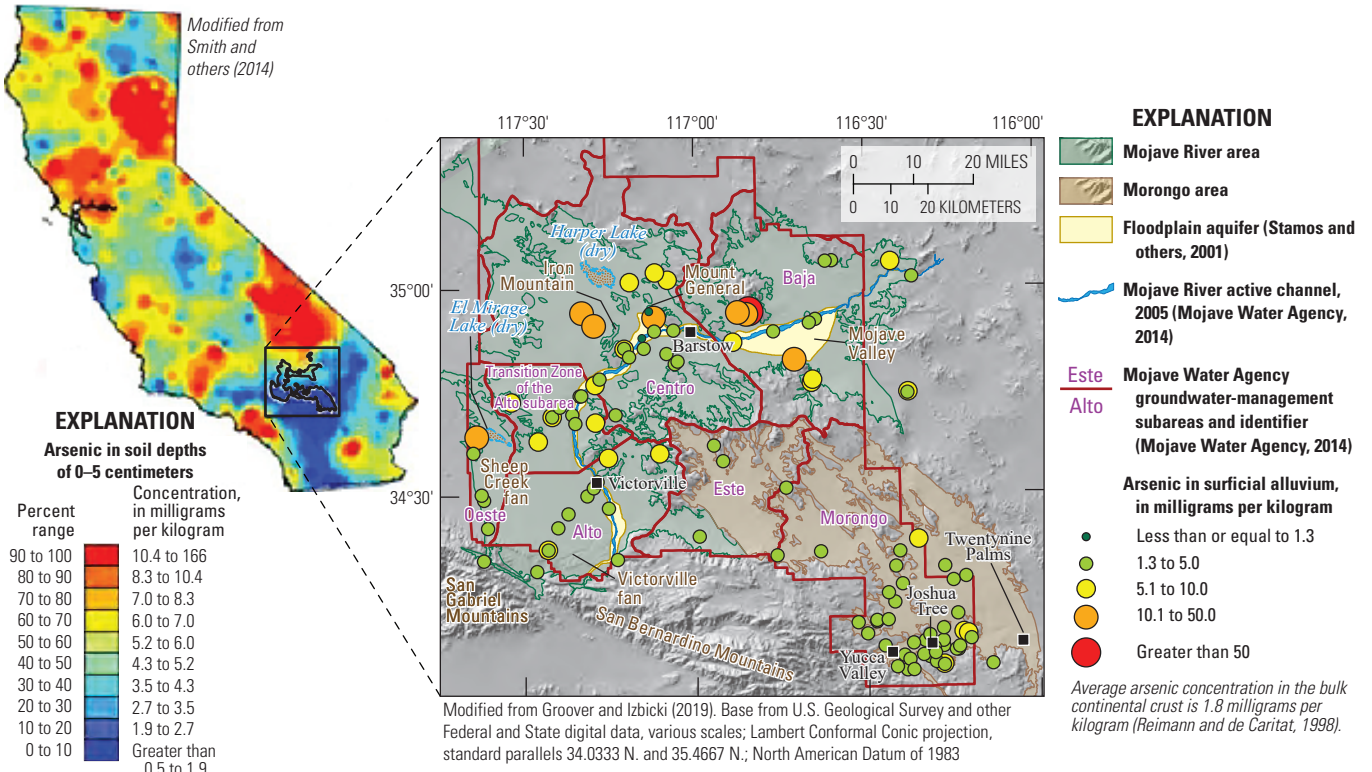 Modified from
Smith and
others (2014)
EXPLANATION
Arsenic in soil depths
of 0–5 centimeters
Percent
range
Concentration,
in milligrams
per kilogram
90 to 100
10.4 to 166
80 to 90
8.3 to 10.4
70 to 80
7.0 to 8.3
60 to 70
6.0 to 7.0
50 to 60
5.2 to 6.0
40 to 50
4.3 to 5.2
30 to 40
3.5 to 4.3
20 to 30
2.7 to 3.5
10 to 20
1.9 to 2.7
0 to 10
Greater than
0.5 to 1.9
117°30'
117°00'
116°30'
116°00'
35°00'
34°30'
0 10 20 MILES
0 10 20 KILOMETERS
Harper Lake
(dry)
Iron
Mountain
Mount
General
Baja
El Mirage
Lake (dry)
Barstow
Mojave
Valley
Transition Zone
of the
Alto subarea
Centro
Sheep
Creek
fan
Victorville
Este
Oeste
Alto
Morongo
Twentynine
Palms
Victorville
fan
San
Gabriel
Mountains
San Bernardino Mountains
Joshua
Tree
Yucca
Valley
Modified from Groover and Izbicki (2019). Base from U.S. Geological Survey and other
Federal and State digital data, various scales; Lambert Conformal Conic projection,
standard parallels 34.0333 N. and 35.4667 N.; North American Datum of 1983
EXPLANATION
Mojave River area
Morongo area
Floodplain aquifer (Stamos and
others, 2001)
Mojave River active channel,
2005 (Mojave Water Agency,
2014)
Este
Alto
Mojave Water Agency
groundwater-management
subareas and identifier
(Mojave Water Agency, 2014)
Arsenic in surficial alluvium,
in milligrams per kilogram
Less than or equal to 1.3
1.3 to 5.0
5.1 to 10.0
10.1 to 50.0
Greater than 50
Average arsenic concentration in the bulk
continental crust is 1.8 milligrams per
kilogram (Reimann and de Caritat, 1998).